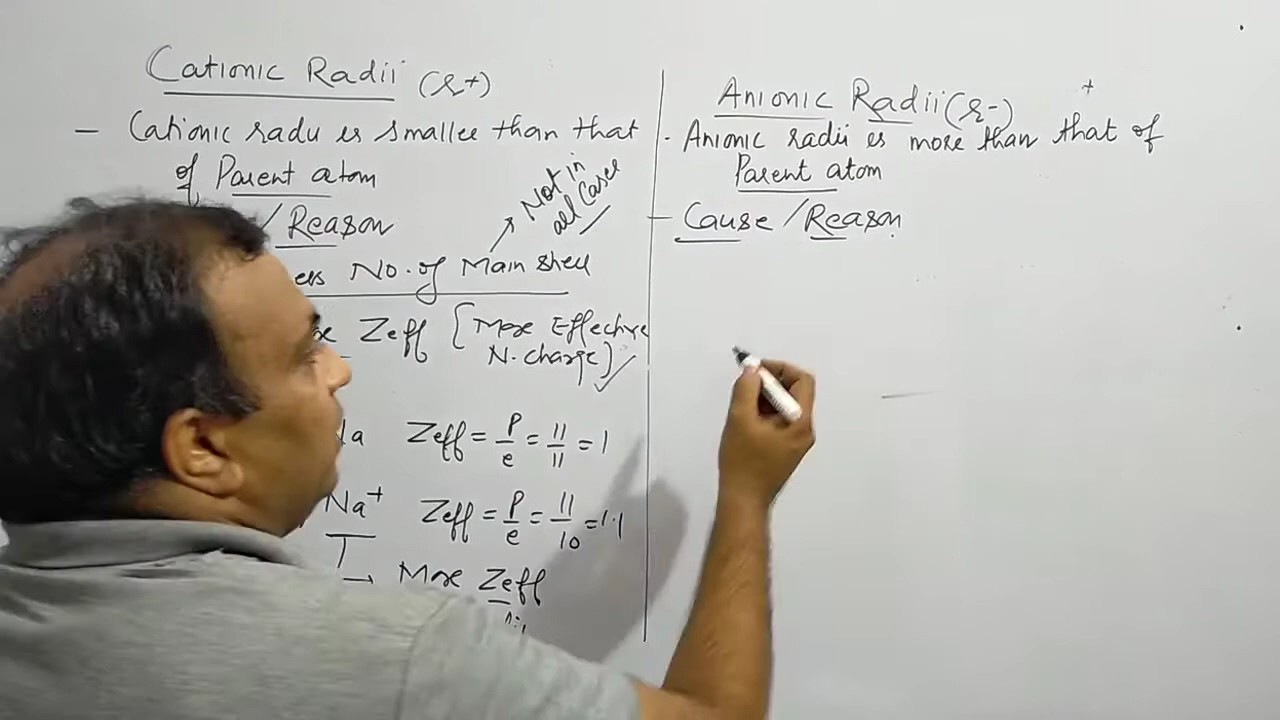 Cationic Radii (r+)
– Cationic radii is smaller than that
of Parent atom
/ Reason
No. of Main shell
→ Not in
all Cases
Zeff [More Effective
N. charge]
Na Zeff = P/e = 11/11 = 1
Na+ Zeff = P/e = 11/10 = 1.1
→ More Zeff
Anionic Radii (r-)
+
· Anionic radii is more than that of
Parent atom
– Cause / Reason